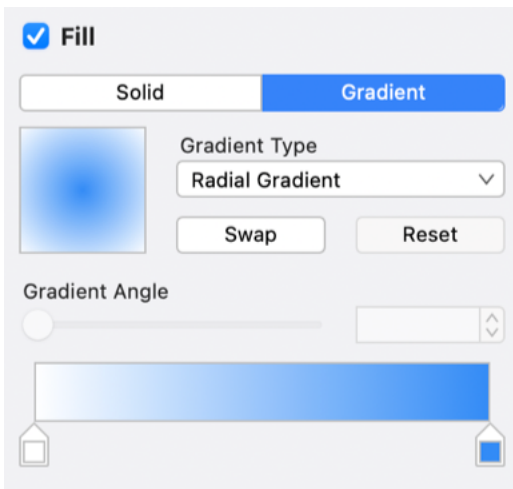 Fill
Solid Gradient
Gradient Type
Radial Gradient
Swap Reset
Gradient Angle